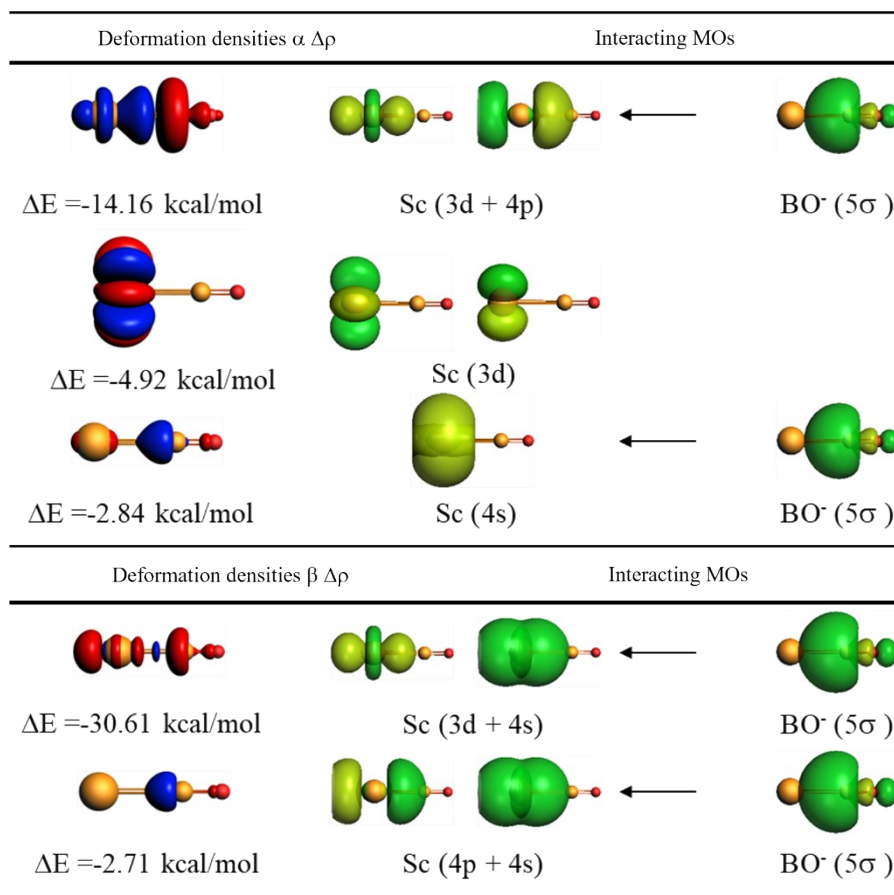 Deformation densities α Δρ Interacting MOs
ΔE =-14.16 kcal/mol Sc (3d + 4p) BO⁻ (5σ )
ΔE =-4.92 kcal/mol Sc (3d)
ΔE =-2.84 kcal/mol Sc (4s) BO⁻ (5σ )
Deformation densities β Δρ Interacting MOs
ΔE =-30.61 kcal/mol Sc (3d + 4s) BO⁻ (5σ )
ΔE =-2.71 kcal/mol Sc (4p + 4s) BO⁻ (5σ )